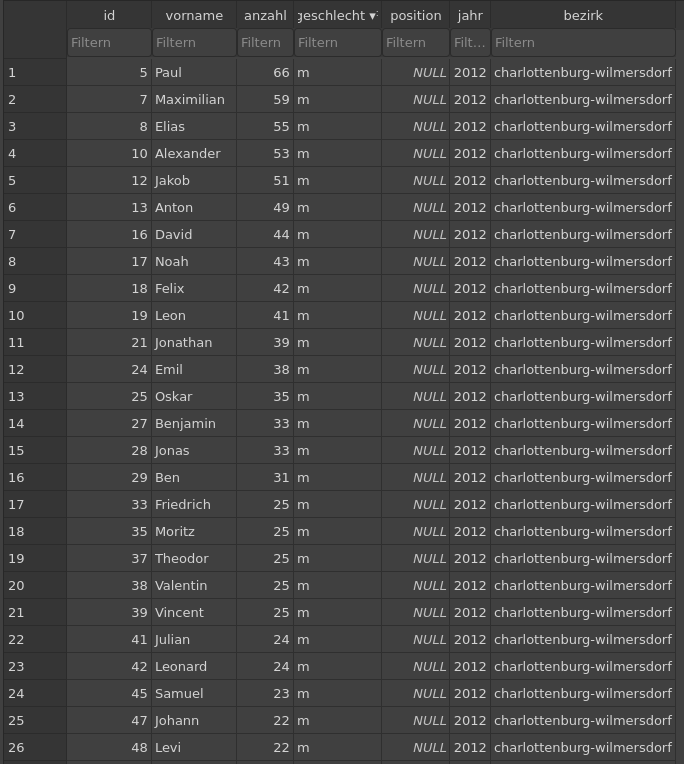 id vorname anzahl geschlecht position jahr bezirk
Filtern Filtern Filtern Filtern Filtern Filt... Filtern
1 5 Paul 66 m NULL 2012 charlottenburg-wilmersdorf
2 7 Maximilian 59 m NULL 2012 charlottenburg-wilmersdorf
3 8 Elias 55 m NULL 2012 charlottenburg-wilmersdorf
4 10 Alexander 53 m NULL 2012 charlottenburg-wilmersdorf
5 12 Jakob 51 m NULL 2012 charlottenburg-wilmersdorf
6 13 Anton 49 m NULL 2012 charlottenburg-wilmersdorf
7 16 David 44 m NULL 2012 charlottenburg-wilmersdorf
8 17 Noah 43 m NULL 2012 charlottenburg-wilmersdorf
9 18 Felix 42 m NULL 2012 charlottenburg-wilmersdorf
10 19 Leon 41 m NULL 2012 charlottenburg-wilmersdorf
11 21 Jonathan 39 m NULL 2012 charlottenburg-wilmersdorf
12 24 Emil 38 m NULL 2012 charlottenburg-wilmersdorf
13 25 Oskar 35 m NULL 2012 charlottenburg-wilmersdorf
14 27 Benjamin 33 m NULL 2012 charlottenburg-wilmersdorf
15 28 Jonas 33 m NULL 2012 charlottenburg-wilmersdorf
16 29 Ben 31 m NULL 2012 charlottenburg-wilmersdorf
17 33 Friedrich 25 m NULL 2012 charlottenburg-wilmersdorf
18 35 Moritz 25 m NULL 2012 charlottenburg-wilmersdorf
19 37 Theodor 25 m NULL 2012 charlottenburg-wilmersdorf
20 38 Valentin 25 m NULL 2012 charlottenburg-wilmersdorf
21 39 Vincent 25 m NULL 2012 charlottenburg-wilmersdorf
22 41 Julian 24 m NULL 2012 charlottenburg-wilmersdorf
23 42 Leonard 24 m NULL 2012 charlottenburg-wilmersdorf
24 45 Samuel 23 m NULL 2012 charlottenburg-wilmersdorf
25 47 Johann 22 m NULL 2012 charlottenburg-wilmersdorf
26 48 Levi 22 m NULL 2012 charlottenburg-wilmersdorf